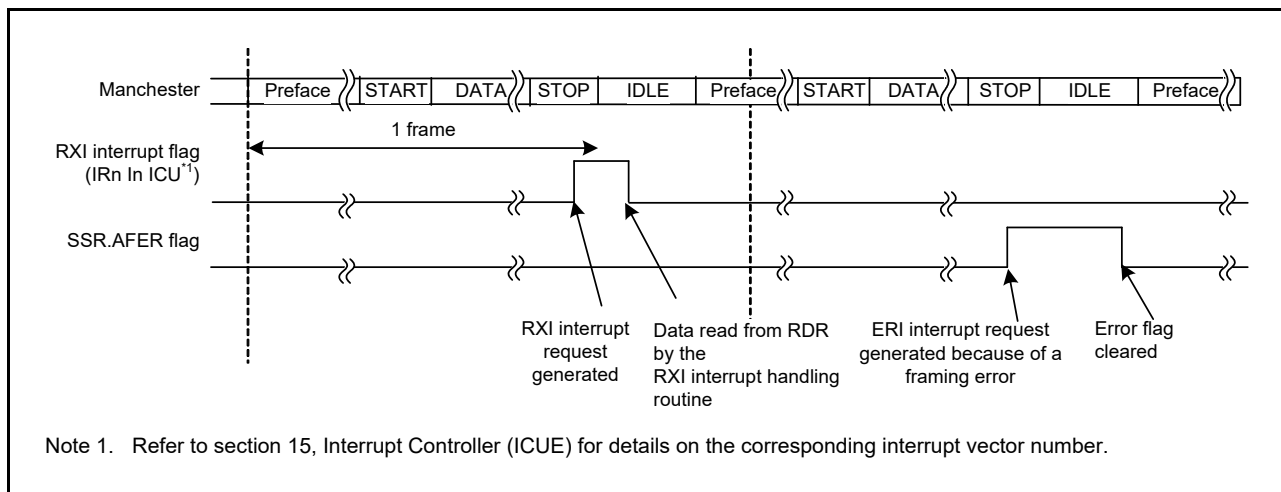 Manchester Preface START DATA STOP IDLE Preface START DATA STOP IDLE Preface
1 frame
RXI interrupt flag
(IRn In ICU*1)
SSR.AFER flag
RXI interrupt
request
generated
Data read from RDR
by the
RXI interrupt handling
routine
ERI interrupt request
generated because of a
framing error
Error flag
cleared
Note 1. Refer to section 15, Interrupt Controller (ICUE) for details on the corresponding interrupt vector number.